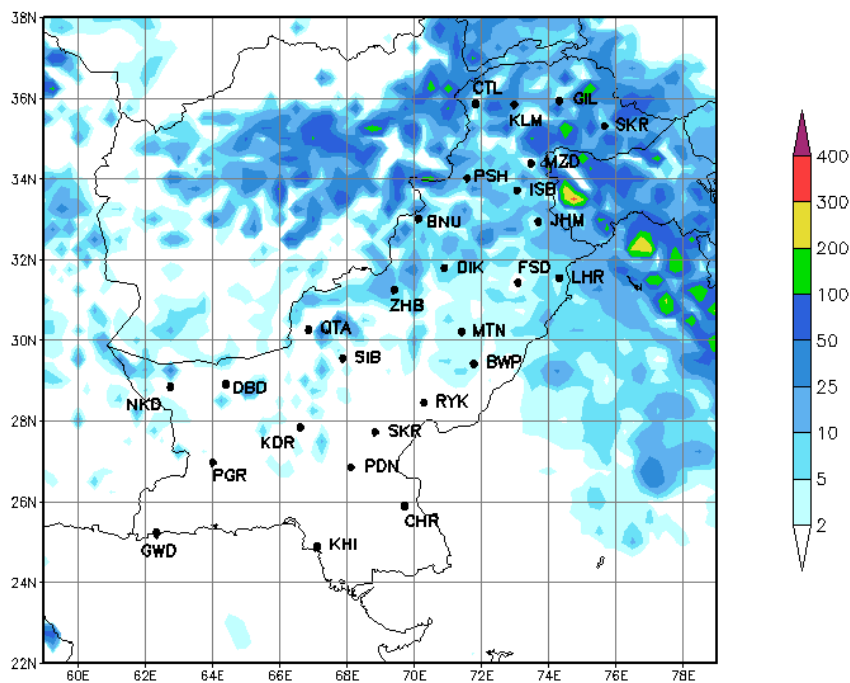 38N
36N
CTL
GIL
KLM
SKR
400
MZD
34N
PSH
ISB
300
BNU
JHM
32N
DIK
FSD
LHR
200
ZHB
100
30N
QTA
MTN
SIB
BWP
50
NKD
DBD
RYK
25
28N
KDR
SKR
10
PGR
PDN
5
26N
CHR
2
GWD
KHI
24N
22N
60E 62E 64E 66E 68E 70E 72E 74E 76E 78E